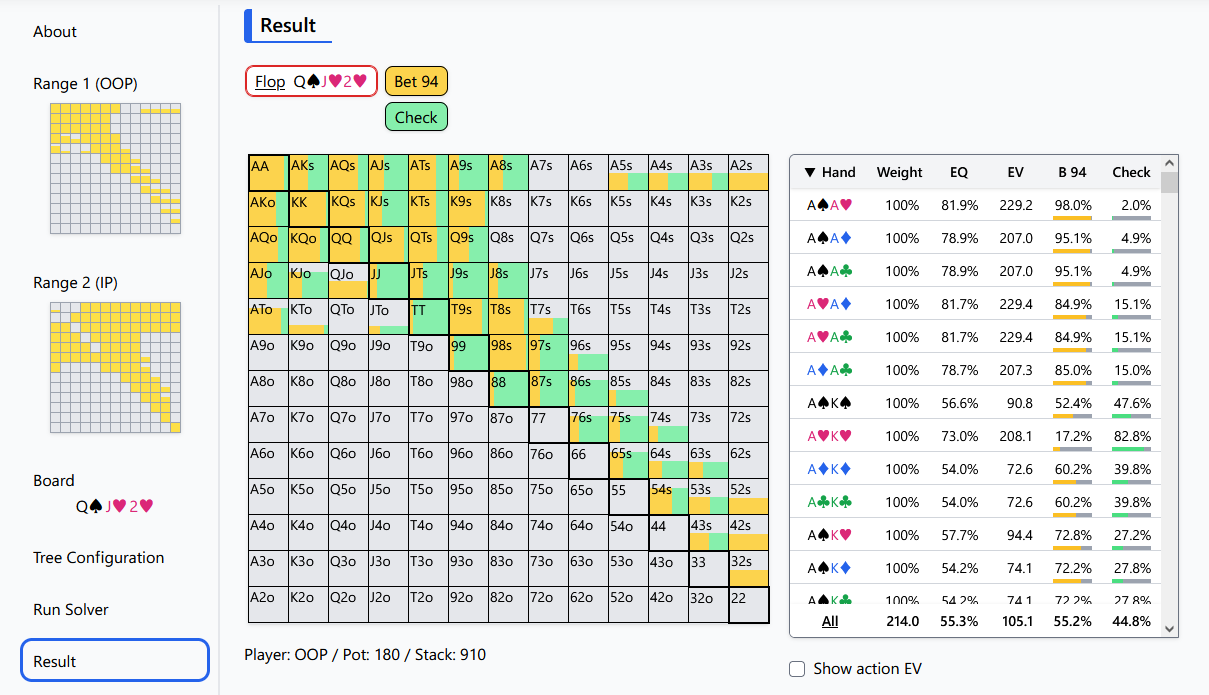 About
Range 1 (OOP)
Range 2 (IP)
Board
Q♠ J♥ 2♥
Tree Configuration
Run Solver
Result
Result
Flop Q♠ J♥ 2♥
Bet 94
Check
AA AKs AQs AJs ATs A9s A8s A7s A6s A5s A4s A3s A2s
AKo KK KQs KJs KTs K9s K8s K7s K6s K5s K4s K3s K2s
AQo KQo QQ QJs QTs Q9s Q8s Q7s Q6s Q5s Q4s Q3s Q2s
AJo KJo QJo JJ JTs J9s J8s J7s J6s J5s J4s J3s J2s
ATo KTo QTo JTo TT T9s T8s T7s T6s T5s T4s T3s T2s
A9o K9o Q9o J9o T9o 99 98s 97s 96s 95s 94s 93s 92s
A8o K8o Q8o J8o T8o 98o 88 87s 86s 85s 84s 83s 82s
A7o K7o Q7o J7o T7o 97o 87o 77 76s 75s 74s 73s 72s
A6o K6o Q6o J6o T6o 96o 86o 76o 66 65s 64s 63s 62s
A5o K5o Q5o J5o T5o 95o 85o 75o 65o 55 54s 53s 52s
A4o K4o Q4o J4o T4o 94o 84o 74o 64o 54o 44 43s 42s
A3o K3o Q3o J3o T3o 93o 83o 73o 63o 53o 43o 33 32s
A2o K2o Q2o J2o T2o 92o 82o 72o 62o 52o 42o 32o 22
Player: OOP / Pot: 180 / Stack: 910
▼ Hand Weight EQ EV B 94 Check
A♠A♥ 100% 81.9% 229.2 98.0% 2.0%
A♠A♦ 100% 78.9% 207.0 95.1% 4.9%
A♠A♣ 100% 78.9% 207.0 95.1% 4.9%
A♥A♦ 100% 81.7% 229.4 84.9% 15.1%
A♥A♣ 100% 81.7% 229.4 84.9% 15.1%
A♦A♣ 100% 78.7% 207.3 85.0% 15.0%
A♠K♠ 100% 56.6% 90.8 52.4% 47.6%
A♥K♥ 100% 73.0% 208.1 17.2% 82.8%
A♦K♦ 100% 54.0% 72.6 60.2% 39.8%
A♣K♣ 100% 54.0% 72.6 60.2% 39.8%
A♠K♥ 100% 57.7% 94.4 72.8% 27.2%
A♠K♦ 100% 54.2% 74.1 72.2% 27.8%
A♠K♣ 100% 54.2% 74.1 72.2% 27.8%
All 214.0 55.3% 105.1 55.2% 44.8%
Show action EV